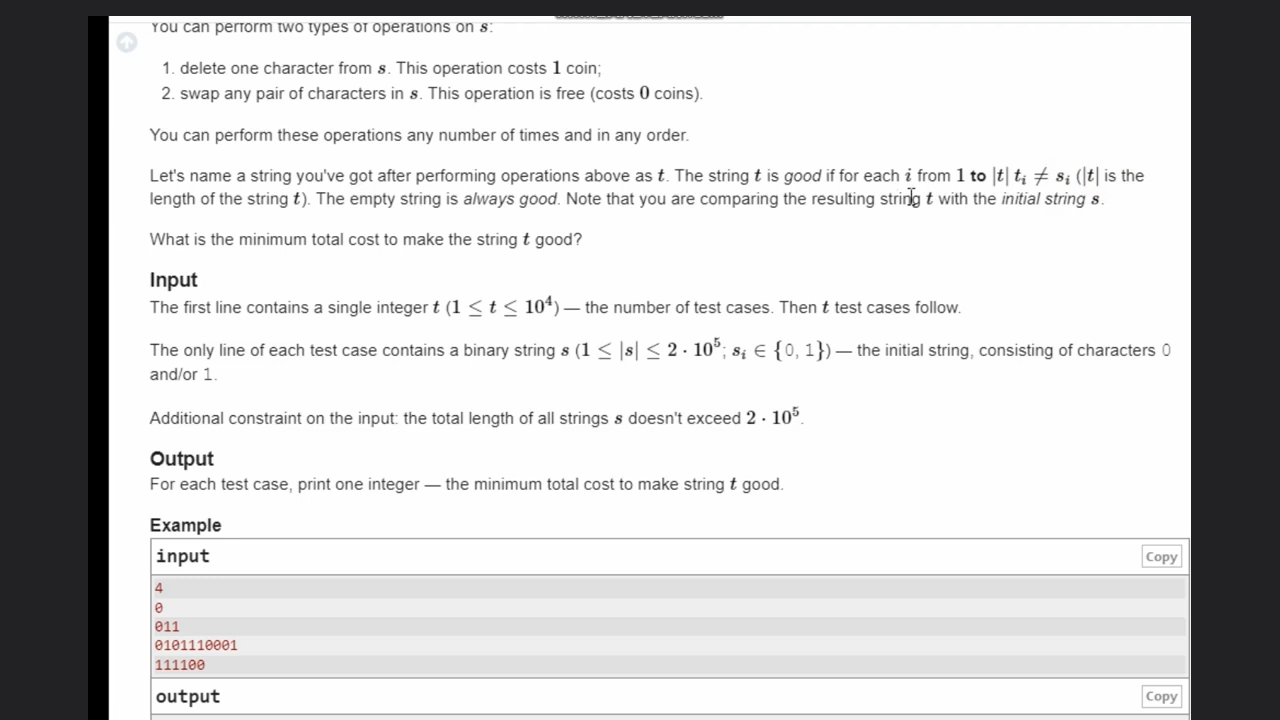 You can perform two types of operations on s:
1. delete one character from s. This operation costs 1 coin;
2. swap any pair of characters in s. This operation is free (costs 0 coins).
You can perform these operations any number of times and in any order.
Let's name a string you've got after performing operations above as t. The string t is good if for each i from 1 to |t| tᵢ ≠ sᵢ (|t| is the
length of the string t). The empty string is always good. Note that you are comparing the resulting string t with the initial string s.
What is the minimum total cost to make the string t good?
Input
The first line contains a single integer t (1 ≤ t ≤ 10⁴) — the number of test cases. Then t test cases follow.
The only line of each test case contains a binary string s (1 ≤ |s| ≤ 2 · 10⁵; sᵢ ∈ {0, 1}) — the initial string, consisting of characters 0
and/or 1.
Additional constraint on the input: the total length of all strings s doesn't exceed 2 · 10⁵.
Output
For each test case, print one integer — the minimum total cost to make string t good.
Example
input Copy
4
0
011
0101110001
111100
output Copy